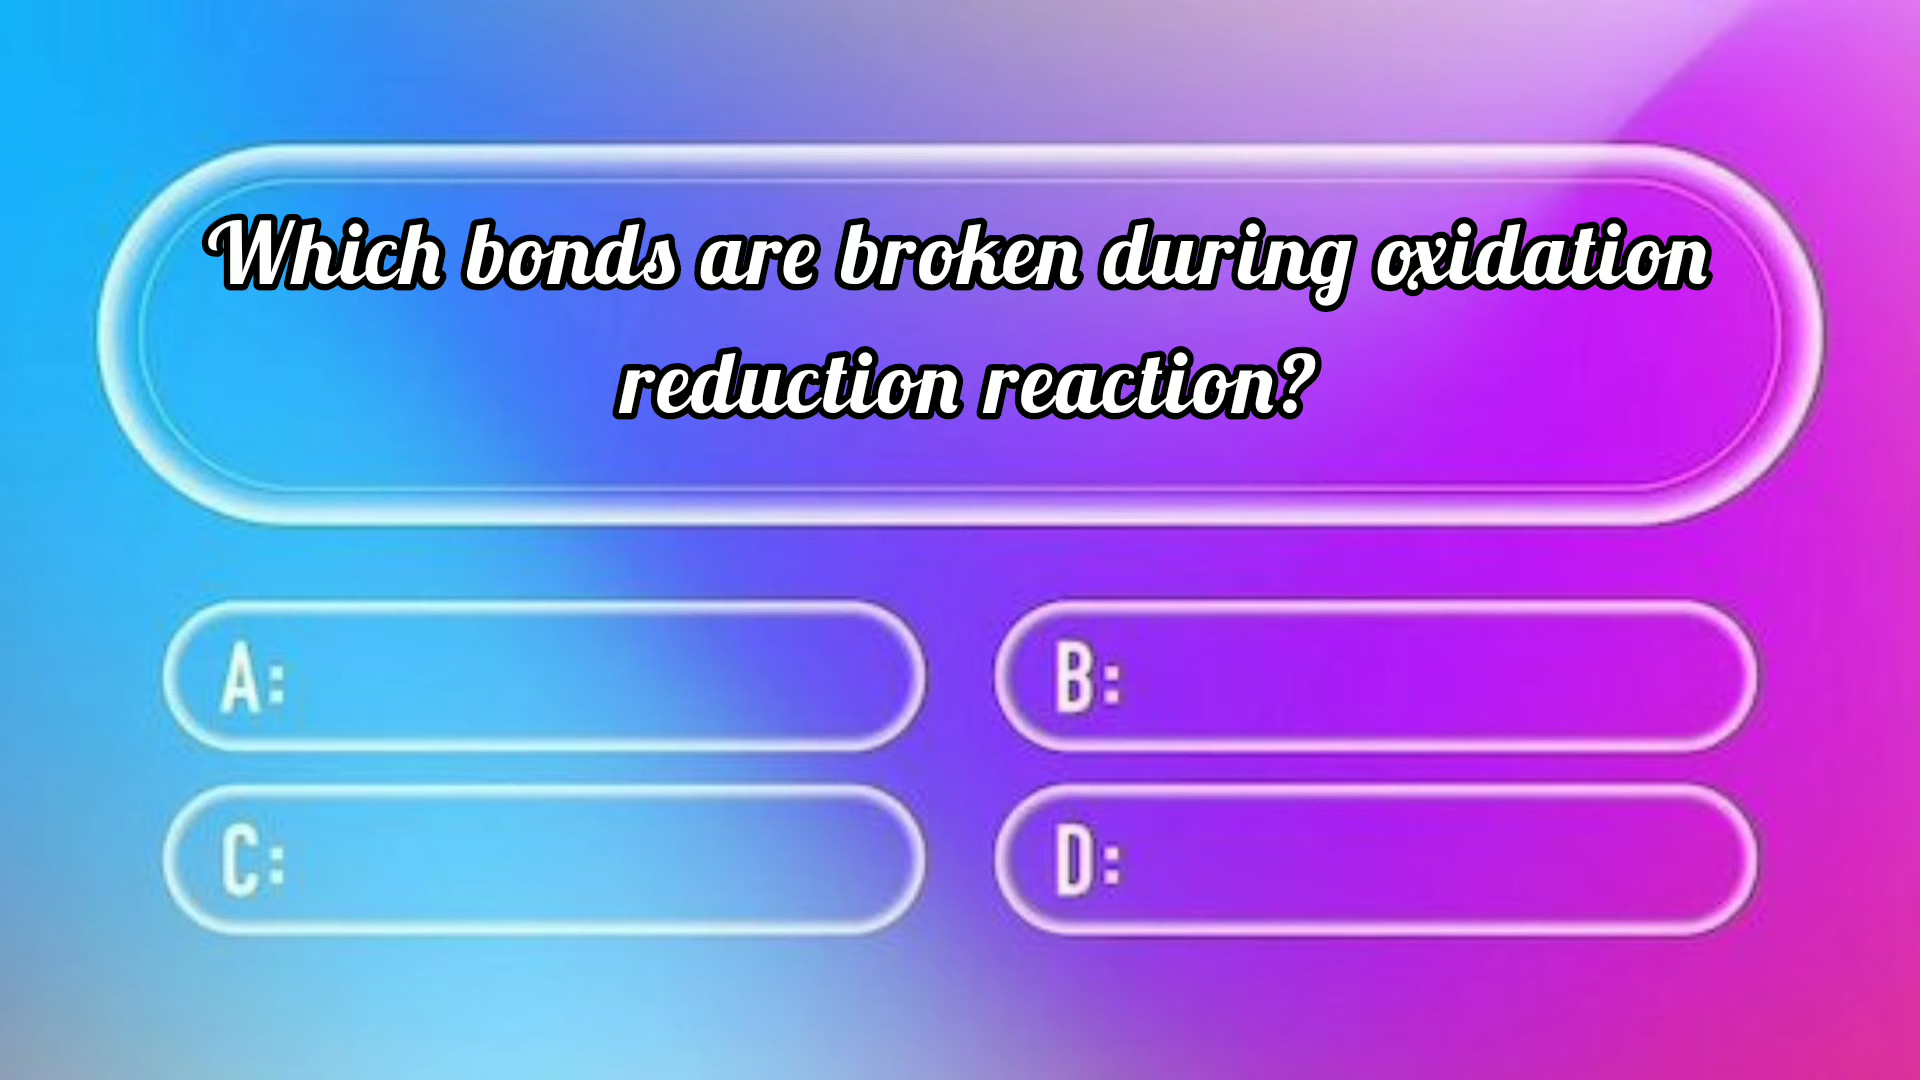 Which bonds are broken during oxidation
reduction reaction?
A:
B:
C:
D: